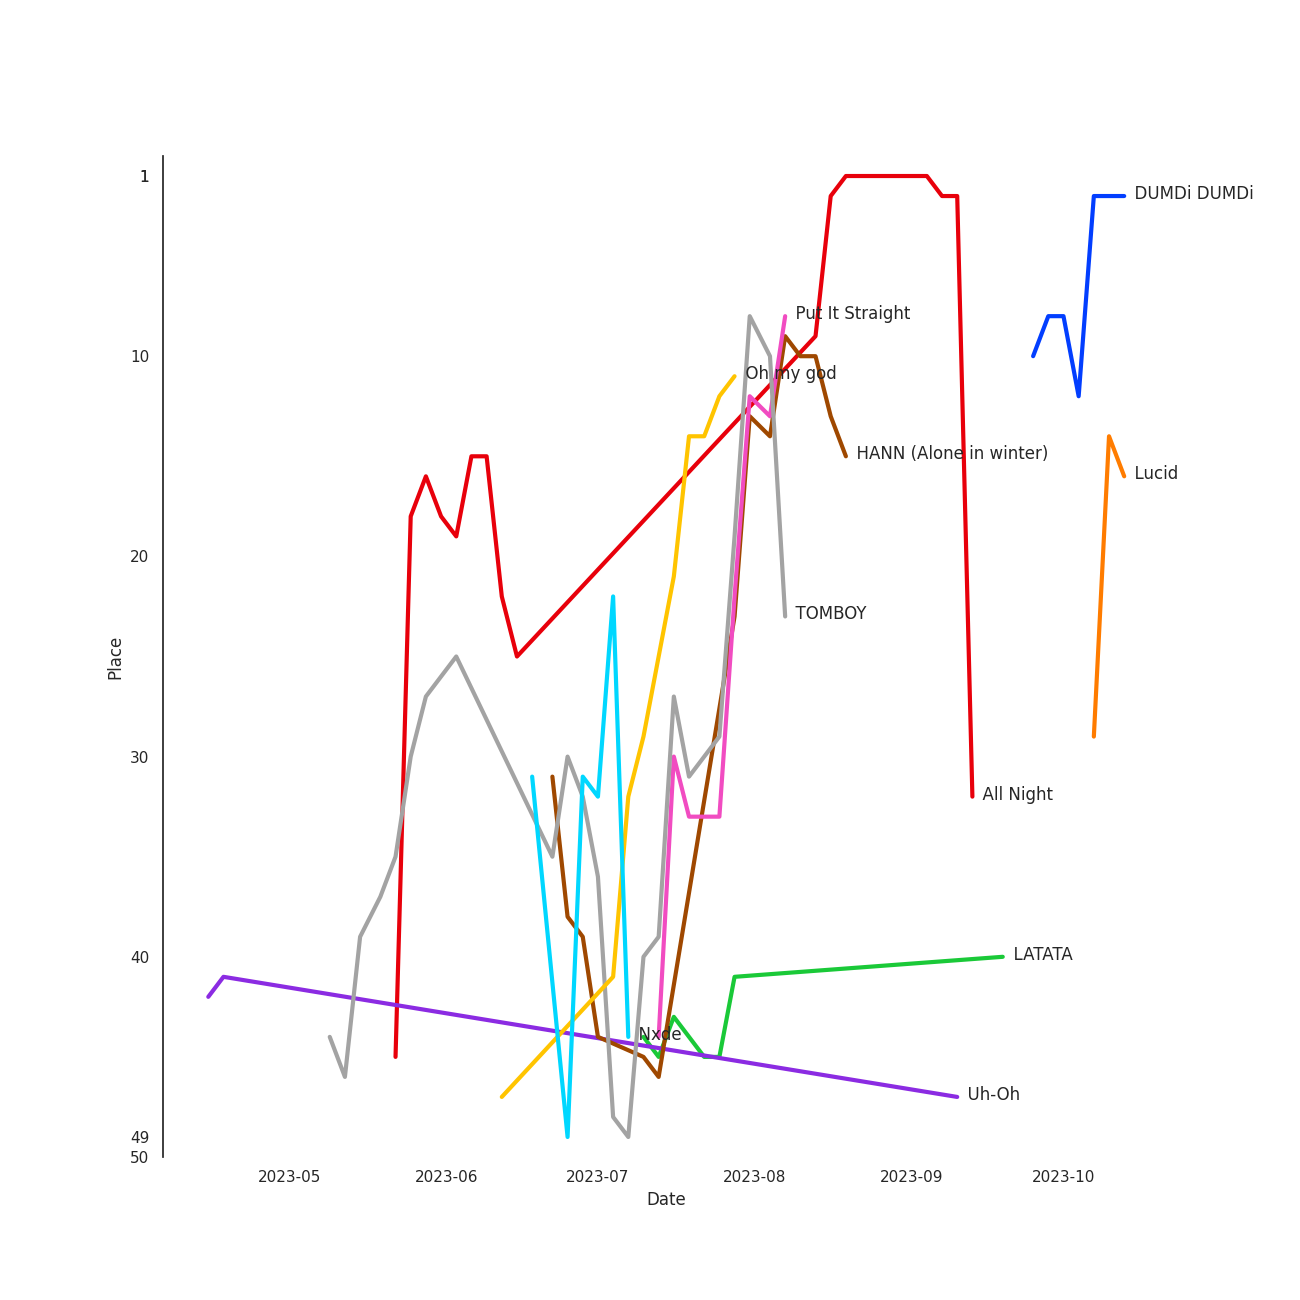 1
DUMDi DUMDi
Put It Straight
10
Oh my god
HANN (Alone in winter)
Lucid
20
TOMBOY
Place
30
All Night
40
LATATA
Nxde
Uh-Oh
49
50
2023-05 2023-06 2023-07 2023-08 2023-09 2023-10
Date